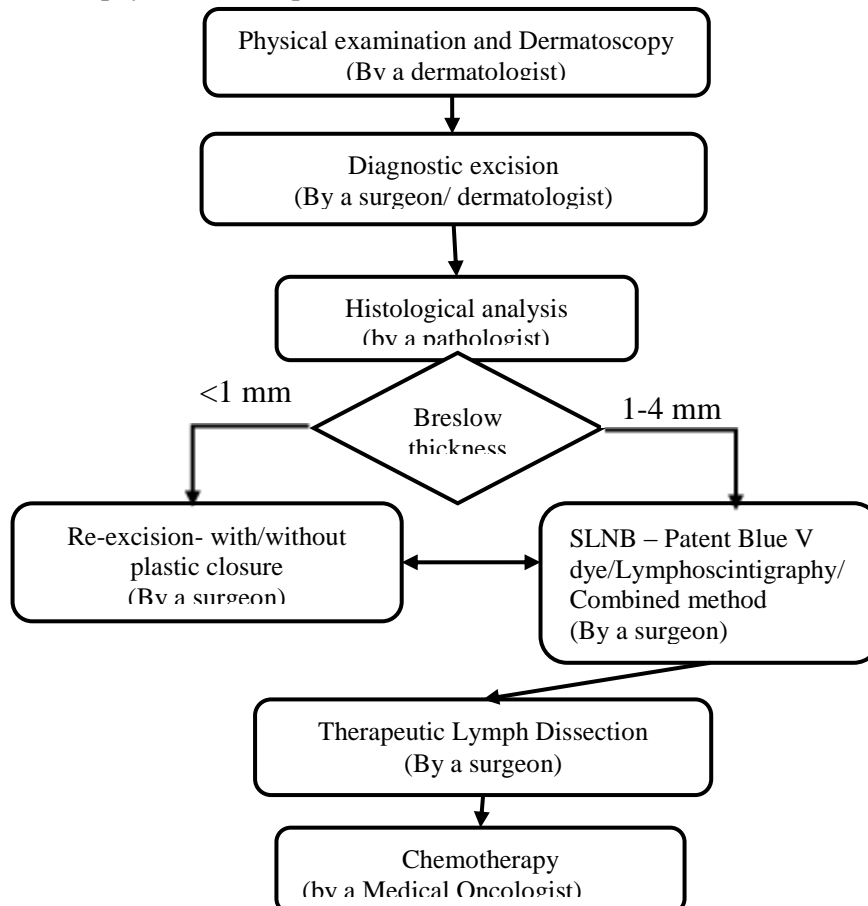 Physical examination and Dermatoscopy
(By a dermatologist)
Diagnostic excision
(By a surgeon/ dermatologist)
Histological analysis
(by a pathologist)
<1 mm
1-4 mm
Breslow
thickness
Re-excision- with/without
plastic closure
(By a surgeon)
SLNB – Patent Blue V
dye/Lymphoscintigraphy/
Combined method
(By a surgeon)
Therapeutic Lymph Dissection
(By a surgeon)
Chemotherapy
(by a Medical Oncologist)